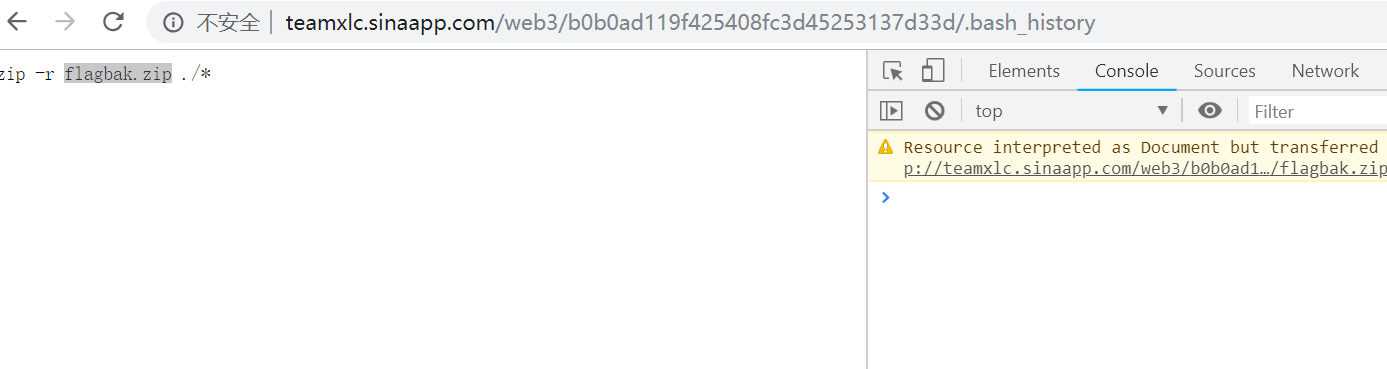 不安全 teamxlc.sinaapp.com/web3/b0b0ad119f425408fc3d45253137d33d/.bash_history
zip -r flagbak.zip ./*
Elements Console Sources Network
top Filter
Resource interpreted as Document but transferred
p://teamxlc.sinaapp.com/web3/b0b0ad1…/flagbak.zip